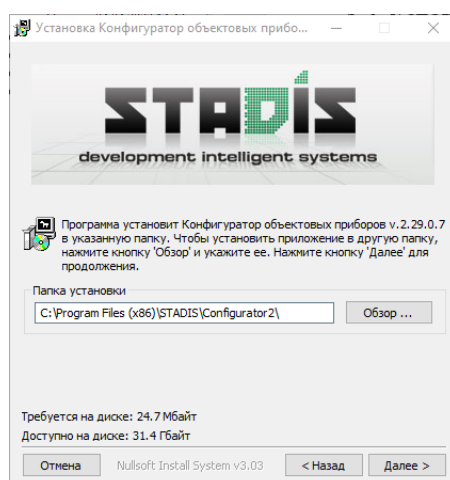 Установка Конфигуратор объектовых прибо...
STADIS
development intelligent systems
Программа установит Конфигуратор объектовых приборов v.2.29.0.7
в указанную папку. Чтобы установить приложение в другую папку,
нажмите кнопку 'Обзор' и укажите ее. Нажмите кнопку 'Далее' для
продолжения.
Папка установки
C:\Program Files (x86)\STADIS\Configurator2\
Обзор ...
Требуется на диске: 24.7 Мбайт
Доступно на диске: 31.4 Гбайт
Отмена
Nullsoft Install System v3.03
< Назад
Далее >